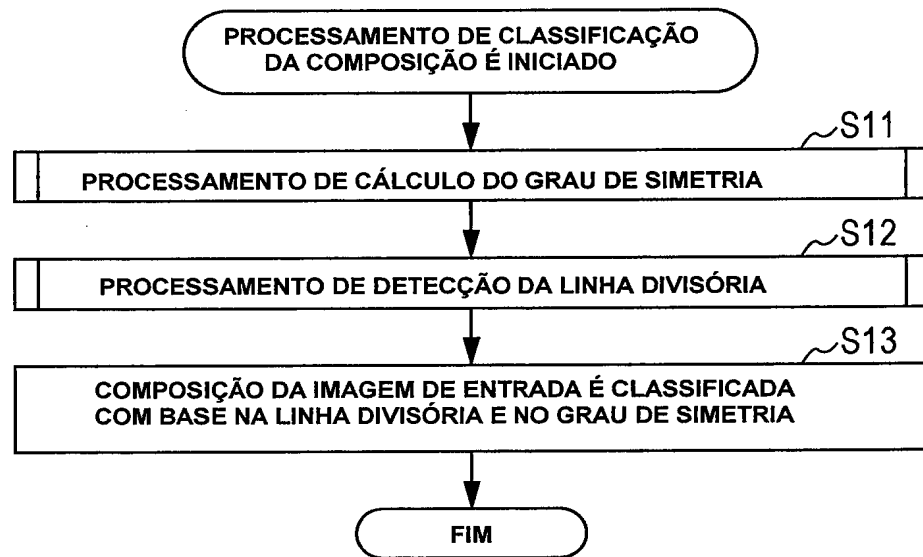 PROCESSAMENTO DE CLASSIFICAÇÃO
DA COMPOSIÇÃO É INICIADO
S11
PROCESSAMENTO DE CÁLCULO DO GRAU DE SIMETRIA
S12
PROCESSAMENTO DE DETECÇÃO DA LINHA DIVISÓRIA
S13
COMPOSIÇÃO DA IMAGEM DE ENTRADA É CLASSIFICADA
COM BASE NA LINHA DIVISÓRIA E NO GRAU DE SIMETRIA
FIM